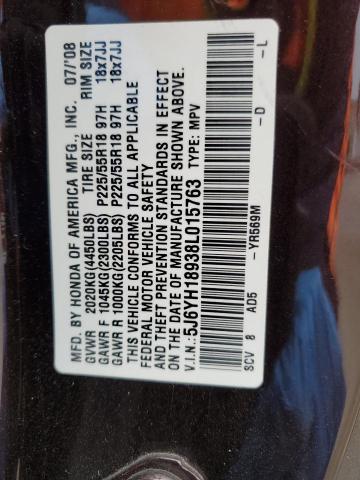 MFD. BY HONDA OF AMERICA MFG., INC. 07/'08
TIRE SIZE RIM SIZE
GVWR 2020KG(4450LBS)
GAWR F 1045KG(2300LBS) P225/55R18 97H 18x7JJ
GAWR R 1000KG(2205LBS) P225/55R18 97H 18x7JJ
THIS VEHICLE CONFORMS TO ALL APPLICABLE
FEDERAL MOTOR VEHICLE SAFETY
AND THEFT PREVENTION STANDARDS IN EFFECT
ON THE DATE OF MANUFACTURE SHOWN ABOVE.
V.I.N.: 5J6YH18938L015763 TYPE: MPV
SCV 8 AD5 -YR569M -D -L